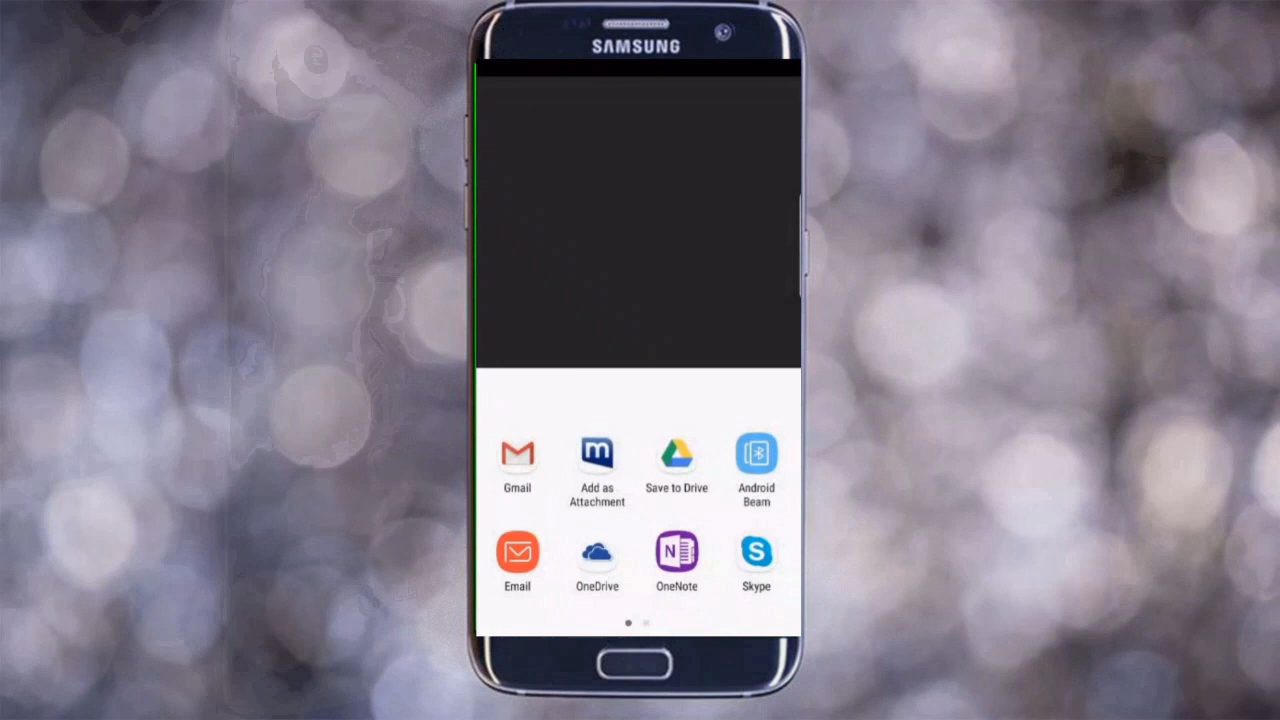 SAMSUNG
Gmail
Add as
Attachment
Save to Drive
Android
Beam
Email
OneDrive
OneNote
Skype